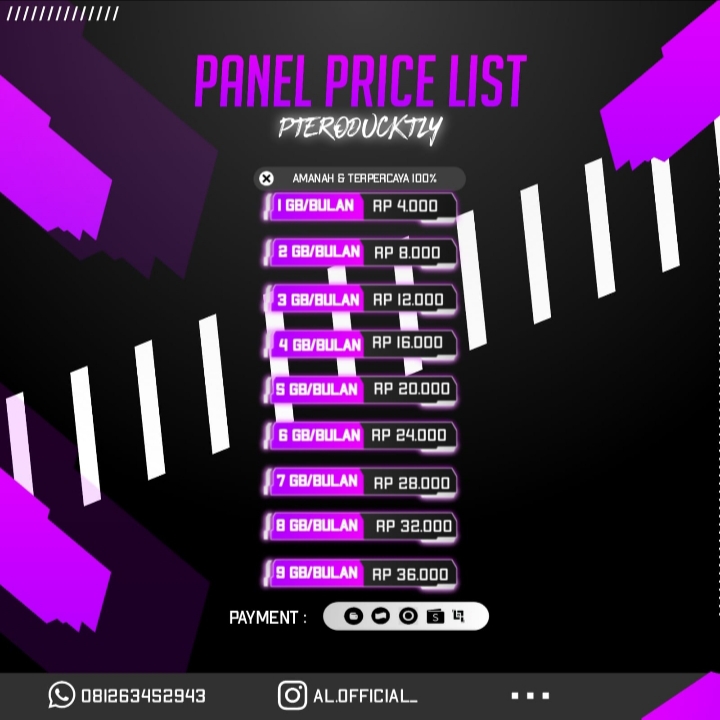 PANEL PRICE LIST
PTERODUCKTLY
AMANAH & TERPERCAYA 100%
1 GB/BULAN RP 4.000
2 GB/BULAN RP 8.000
3 GB/BULAN RP 12.000
4 GB/BULAN RP 16.000
5 GB/BULAN RP 20.000
6 GB/BULAN RP 24.000
7 GB/BULAN RP 28.000
8 GB/BULAN RP 32.000
9 GB/BULAN RP 36.000
PAYMENT :
081263452943 AL.OFFICIAL_